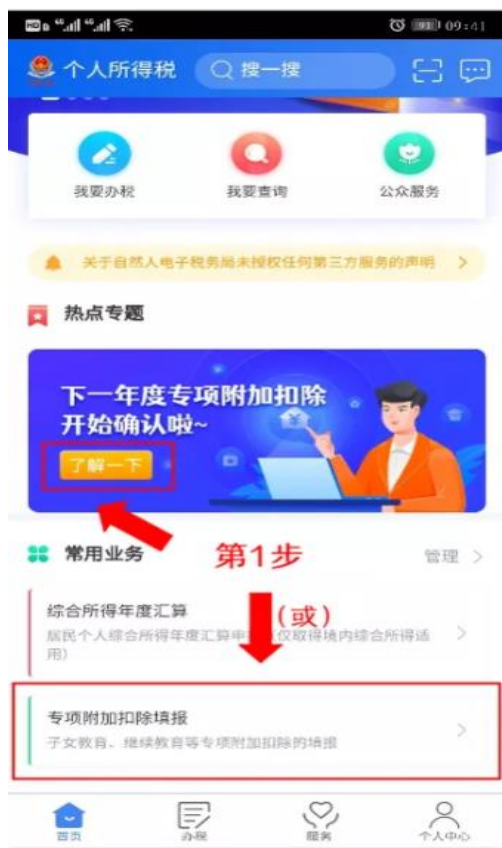 HD 46 46 93 09:41
个人所得税 搜一搜
我要办税 我要查询 公众服务
关于自然人电子税务局未授权任何第三方服务的声明
热点专题
下一年度专项附加扣除
开始确认啦~
了解一下
常用业务 第1步 管理
综合所得年度汇算 (或)
居民个人综合所得年度汇算申 仅取得境内综合所得适
用)
专项附加扣除填报
子女教育、继续教育等专项附加扣除的填报
首页 办税 服务 个人中心